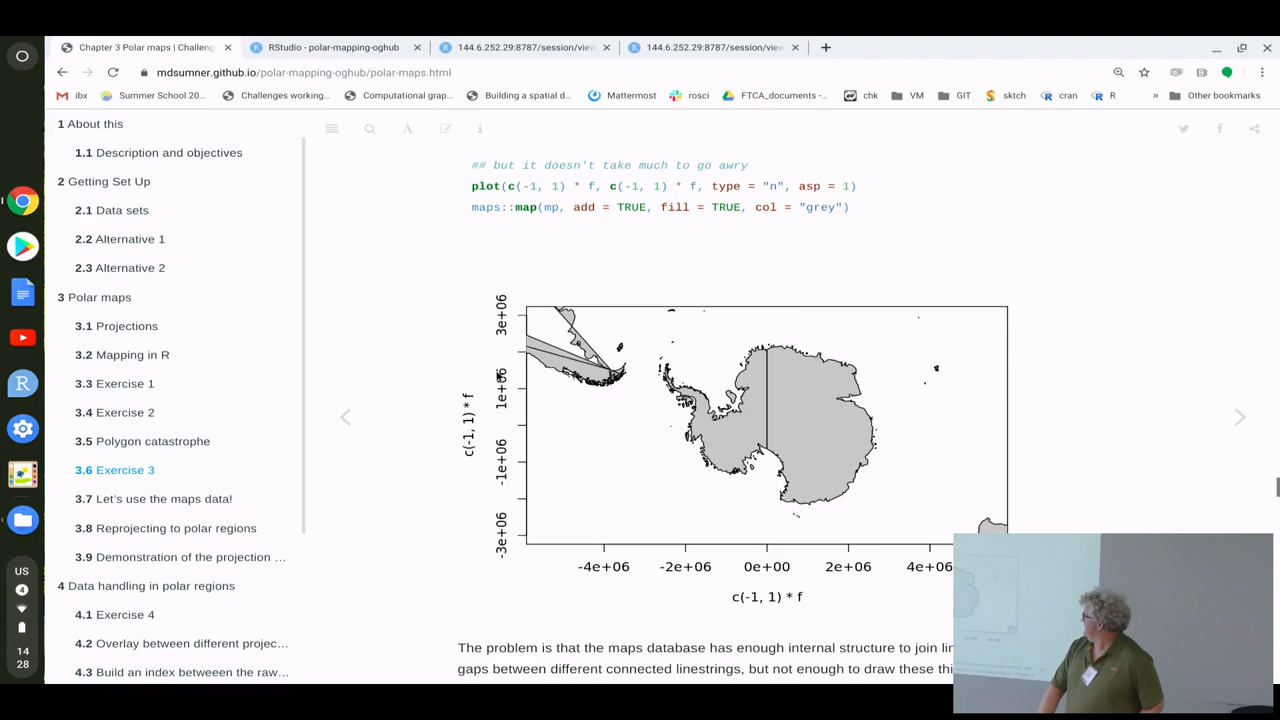 Chapter 3 Polar maps | Challeng
RStudio - polar-mapping-oghub
144.6.252.29:8787/session/view
144.6.252.29:8787/session/view
mdsumner.github.io/polar-mapping-oghub/polar-maps.html
ibx
Summer School 20...
Challenges working...
Computational grap...
Building a spatial d...
Mattermost
rosci
FTCA_documents -...
chk
VM
GIT
sktch
cran
R
»
Other bookmarks
1 About this
1.1 Description and objectives
2 Getting Set Up
2.1 Data sets
2.2 Alternative 1
2.3 Alternative 2
3 Polar maps
3.1 Projections
3.2 Mapping in R
3.3 Exercise 1
3.4 Exercise 2
3.5 Polygon catastrophe
3.6 Exercise 3
3.7 Let's use the maps data!
3.8 Reprojecting to polar regions
3.9 Demonstration of the projection ...
4 Data handling in polar regions
4.1 Exercise 4
4.2 Overlay between different projec...
4.3 Build an index betweeen the raw...
US
4
14
28
## but it doesn't take much to go awry
plot(c(-1, 1) * f, c(-1, 1) * f, type = "n", asp = 1)
maps::map(mp, add = TRUE, fill = TRUE, col = "grey")
3e+06
1e+06
-1e+06
-3e+06
c(-1, 1) * f
-4e+06
-2e+06
0e+00
2e+06
4e+06
c(-1, 1) * f
The problem is that the maps database has enough internal structure to join
gaps between different connected linestrings, but not enough to draw these